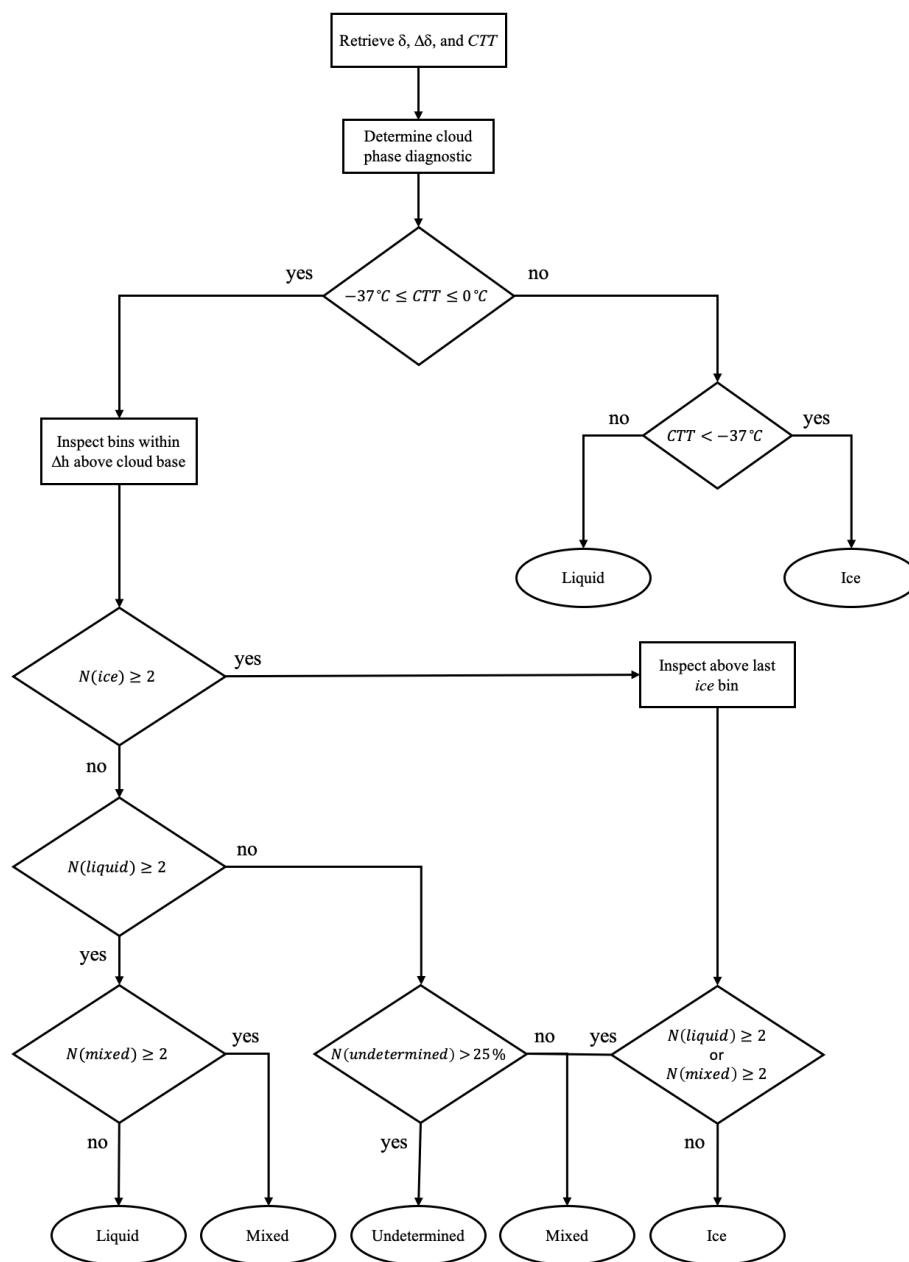 Retrieve δ, Δδ, and CTT
Determine cloud
phase diagnostic
yes
no
−37°C ≤ CTT ≤ 0°C
Inspect bins within
Δh above cloud base
no
CTT < −37°C
yes
Liquid
Ice
N(ice) ≥ 2
yes
Inspect above last
ice bin
no
N(liquid) ≥ 2
no
yes
N(mixed) ≥ 2
yes
N(undetermined) > 25%
no
yes
N(liquid) ≥ 2
or
N(mixed) ≥ 2
no
yes
no
Liquid
Mixed
Undetermined
Mixed
Ice